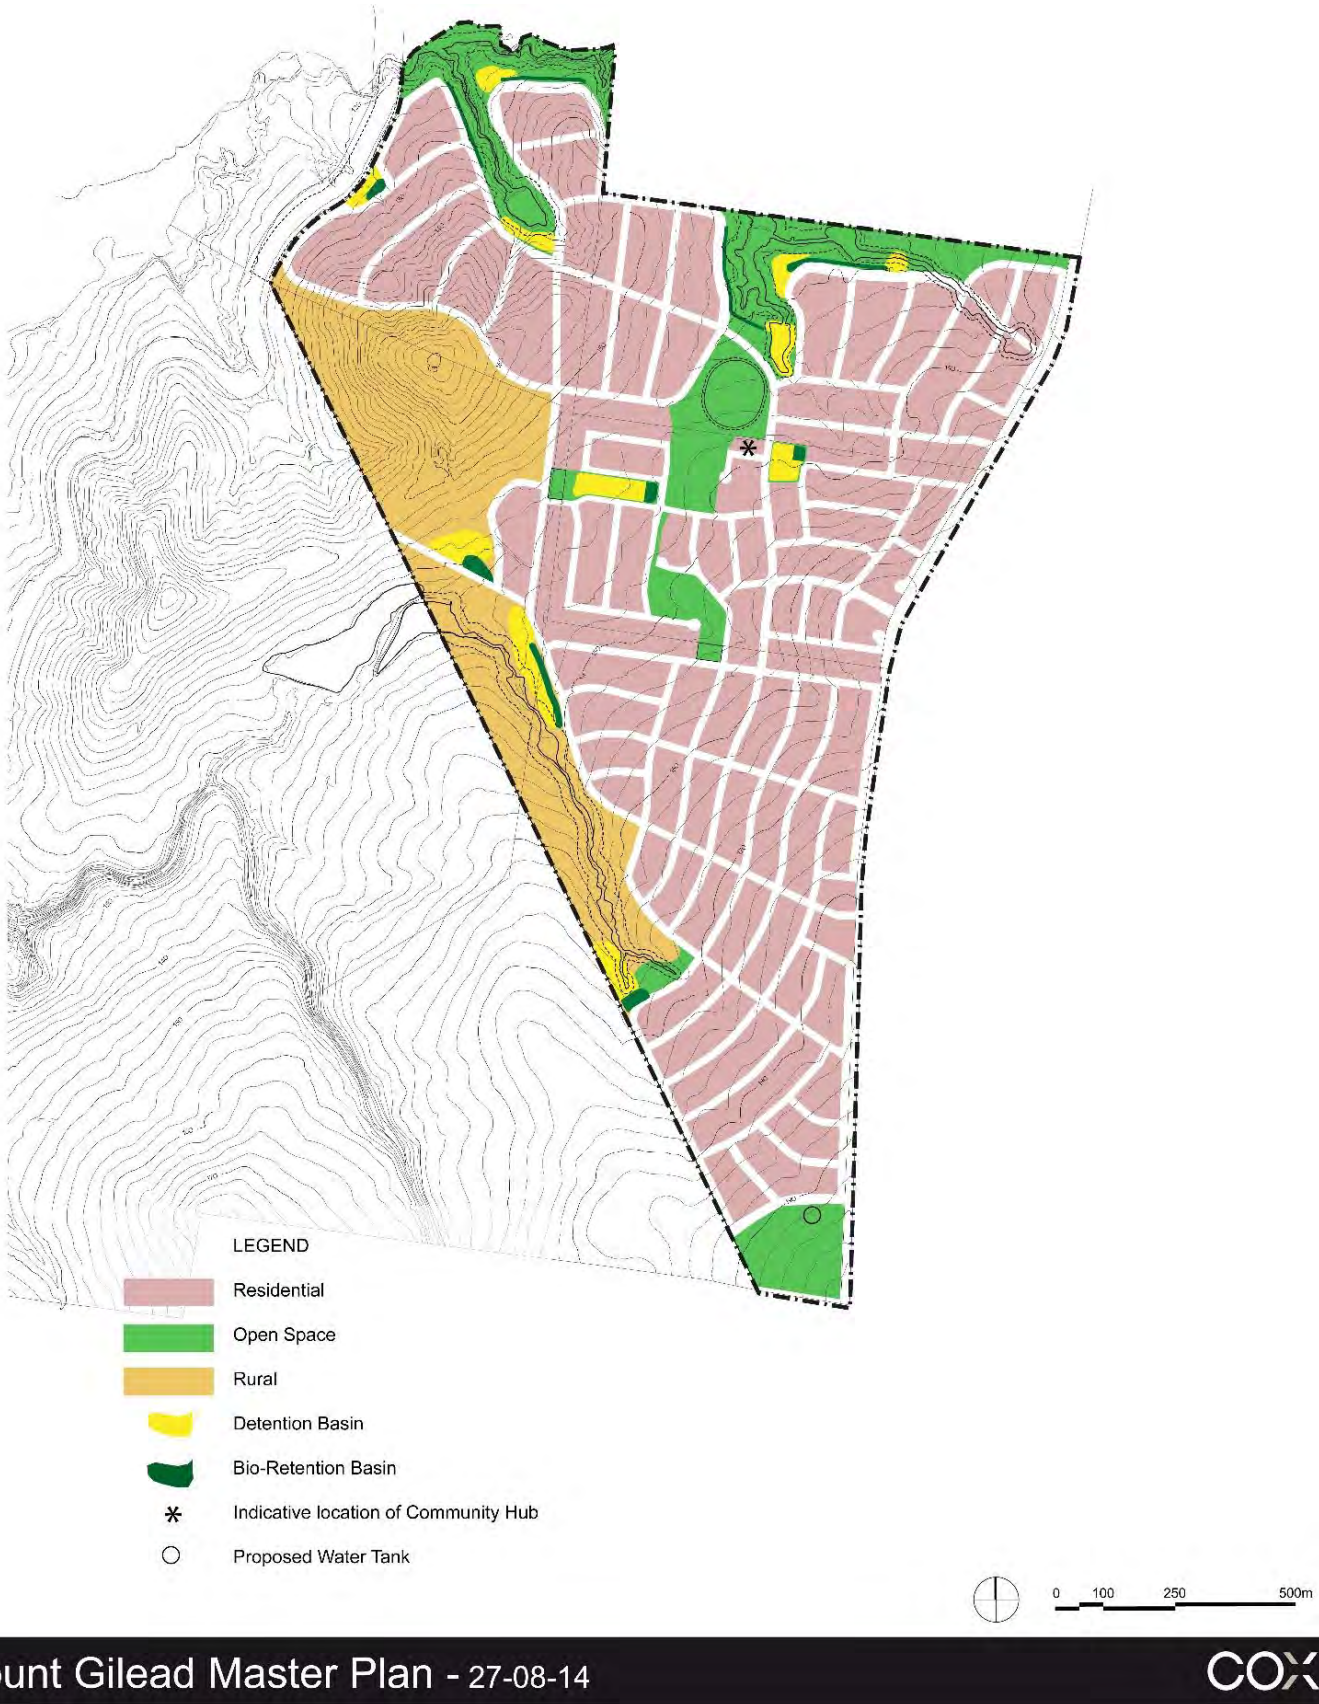 LEGEND
Residential
Open Space
Rural
Detention Basin
Bio-Retention Basin
Indicative location of Community Hub
Proposed Water Tank
0 100 250 500m
ount Gilead Master Plan - 27-08-14
COX